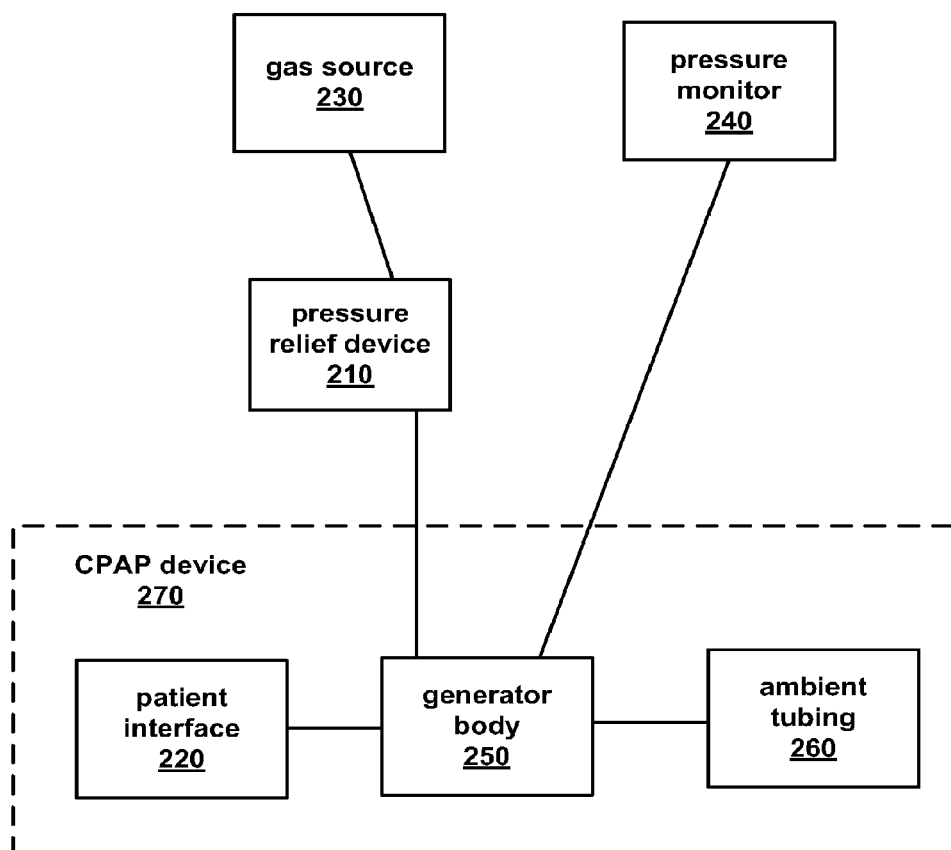 gas source
230
pressure
monitor
240
pressure
relief device
210
CPAP device
270
patient
interface
220
generator
body
250
ambient
tubing
260